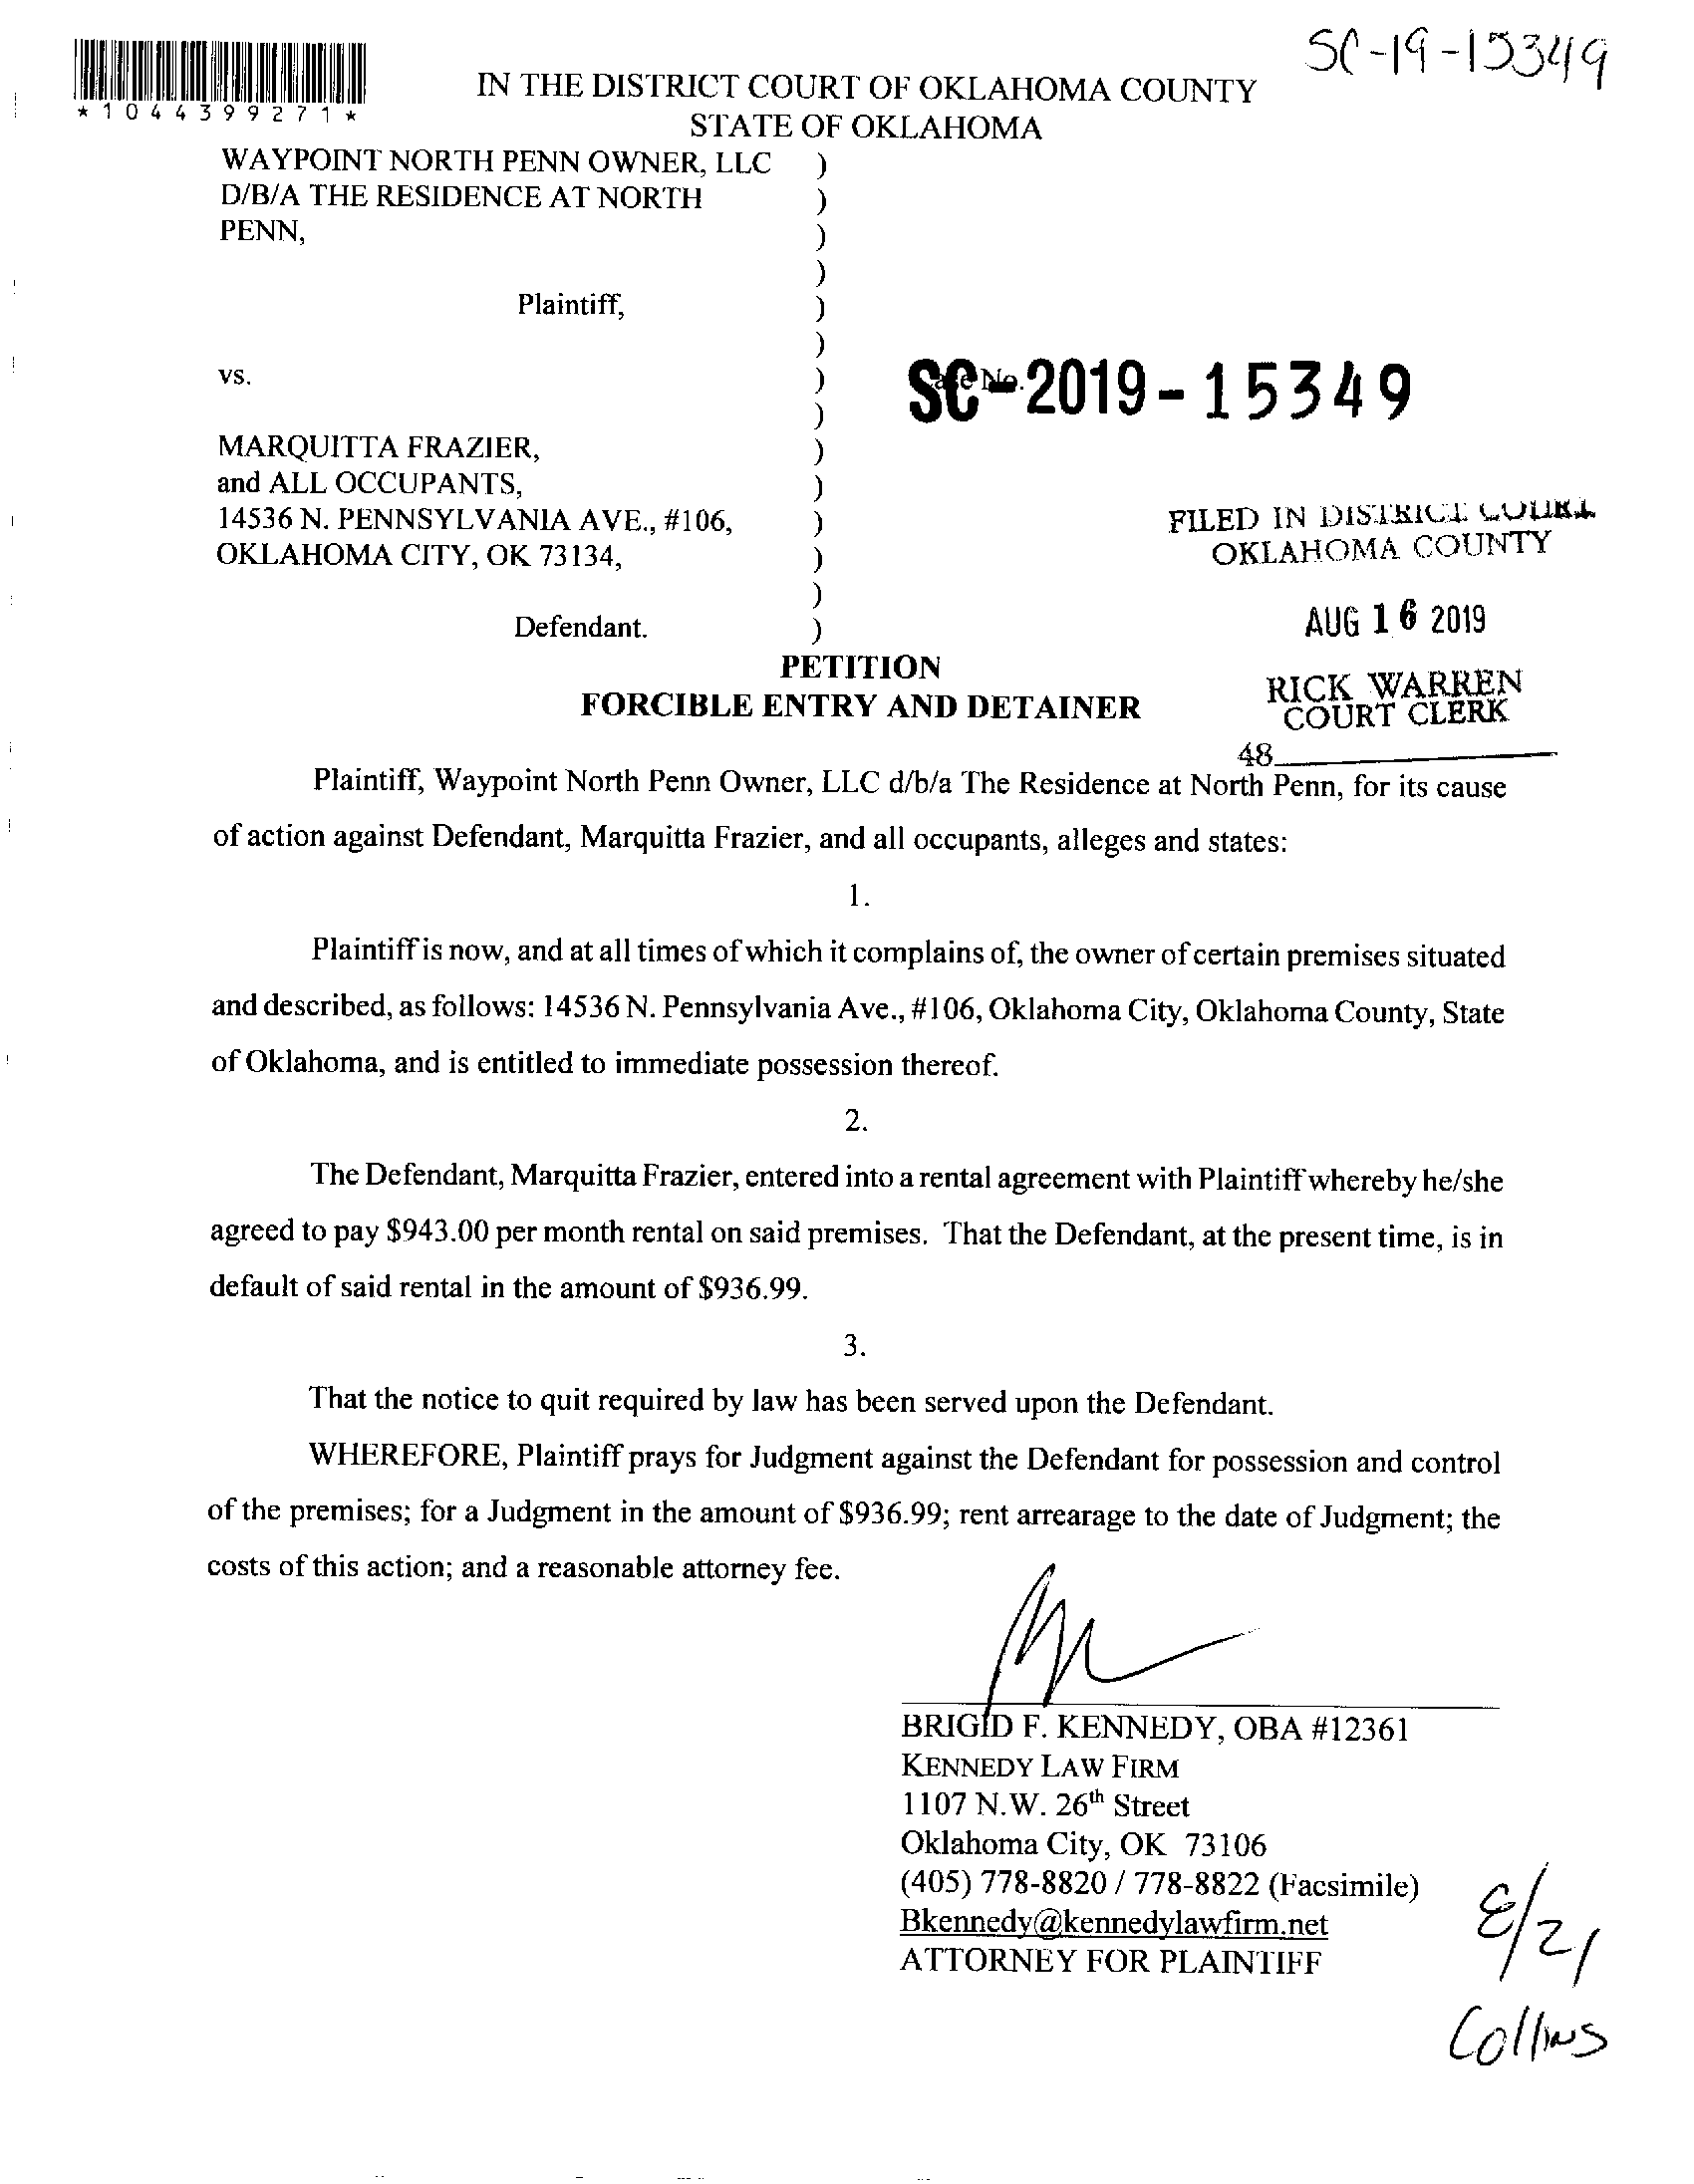 SC-19-15349
*1044399271*
IN THE DISTRICT COURT OF OKLAHOMA COUNTY
STATE OF OKLAHOMA
WAYPOINT NORTH PENN OWNER, LLC )
D/B/A THE RESIDENCE AT NORTH )
PENN, )
)
Plaintiff, )
)
vs. )
Case No.
SC-2019-15349
)
MARQUITTA FRAZIER, )
and ALL OCCUPANTS, )
14536 N. PENNSYLVANIA AVE., #106, )
OKLAHOMA CITY, OK 73134, )
)
Defendant. )
FILED IN DISTRICT COURT
OKLAHOMA COUNTY
AUG 16 2019
RICK WARREN
COURT CLERK
48
PETITION
FORCIBLE ENTRY AND DETAINER
Plaintiff, Waypoint North Penn Owner, LLC d/b/a The Residence at North Penn, for its cause
of action against Defendant, Marquitta Frazier, and all occupants, alleges and states:
1.
Plaintiff is now, and at all times of which it complains of, the owner of certain premises situated
and described, as follows: 14536 N. Pennsylvania Ave., #106, Oklahoma City, Oklahoma County, State
of Oklahoma, and is entitled to immediate possession thereof.
2.
The Defendant, Marquitta Frazier, entered into a rental agreement with Plaintiff whereby he/she
agreed to pay $943.00 per month rental on said premises. That the Defendant, at the present time, is in
default of said rental in the amount of $936.99.
3.
That the notice to quit required by law has been served upon the Defendant.
WHEREFORE, Plaintiff prays for Judgment against the Defendant for possession and control
of the premises; for a Judgment in the amount of $936.99; rent arrearage to the date of Judgment; the
costs of this action; and a reasonable attorney fee.
BRIGID F. KENNEDY, OBA #12361
KENNEDY LAW FIRM
1107 N.W. 26th Street
Oklahoma City, OK 73106
(405) 778-8820 / 778-8822 (Facsimile)
Bkennedy@kennedylawfirm.net
ATTORNEY FOR PLAINTIFF
8/21
Collins